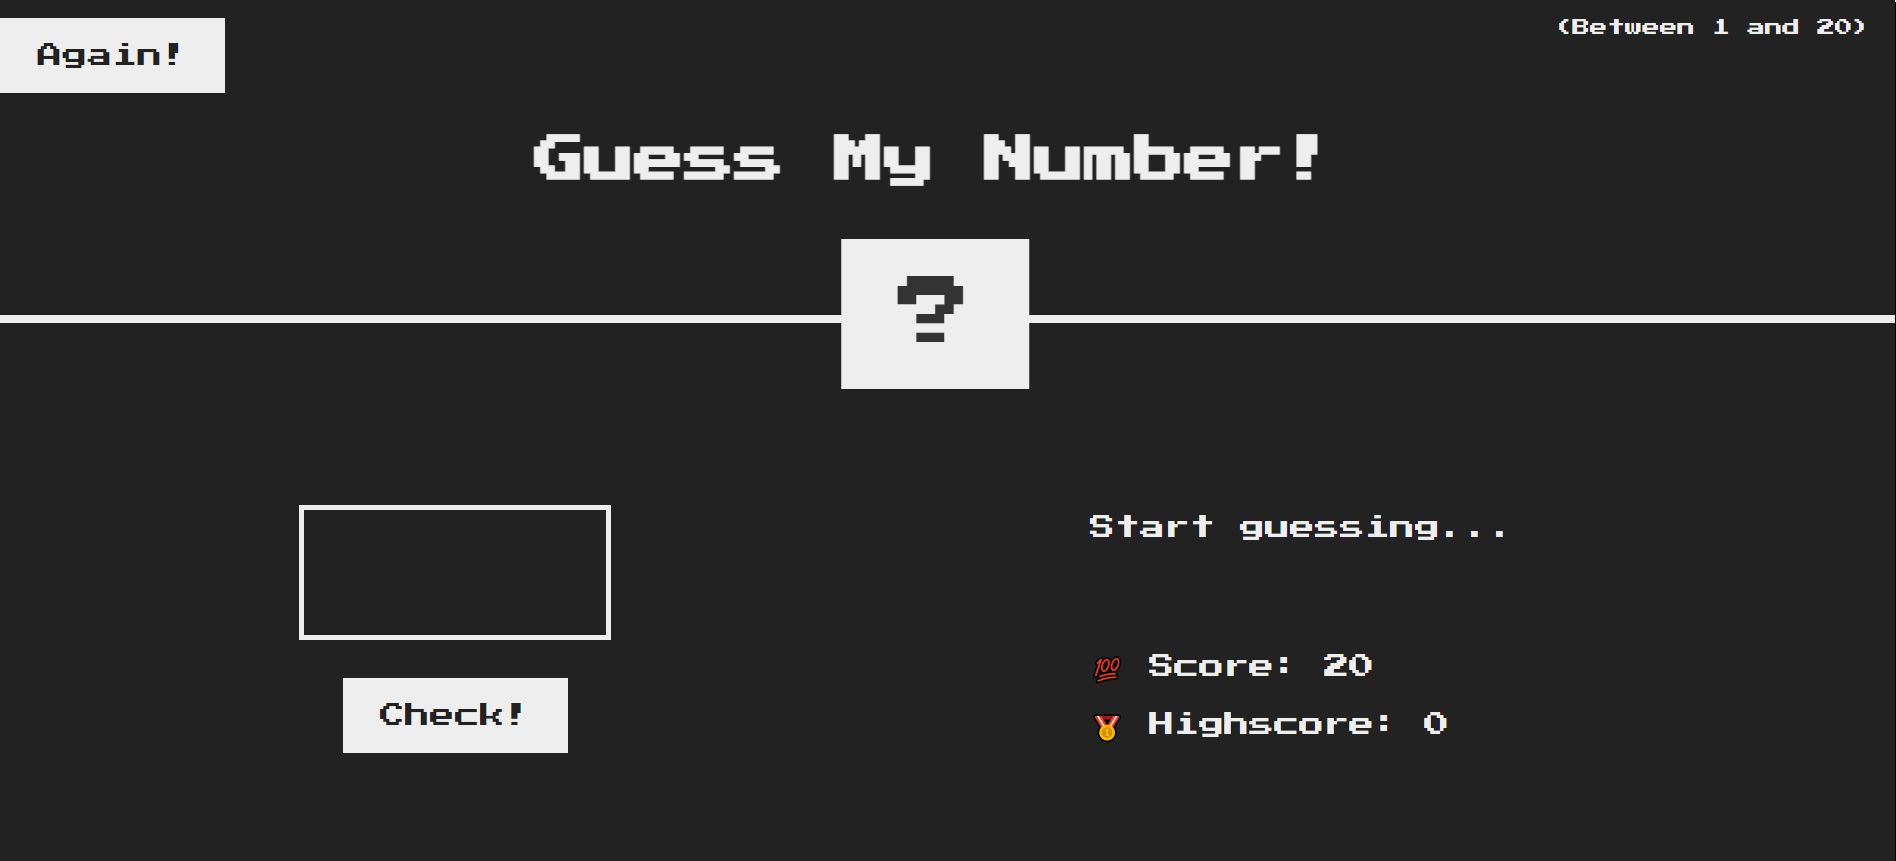 Again!
(Between 1 and 20)
Guess My Number!
?
Start guessing...
💯 Score: 20
🥇 Highscore: 0
Check!